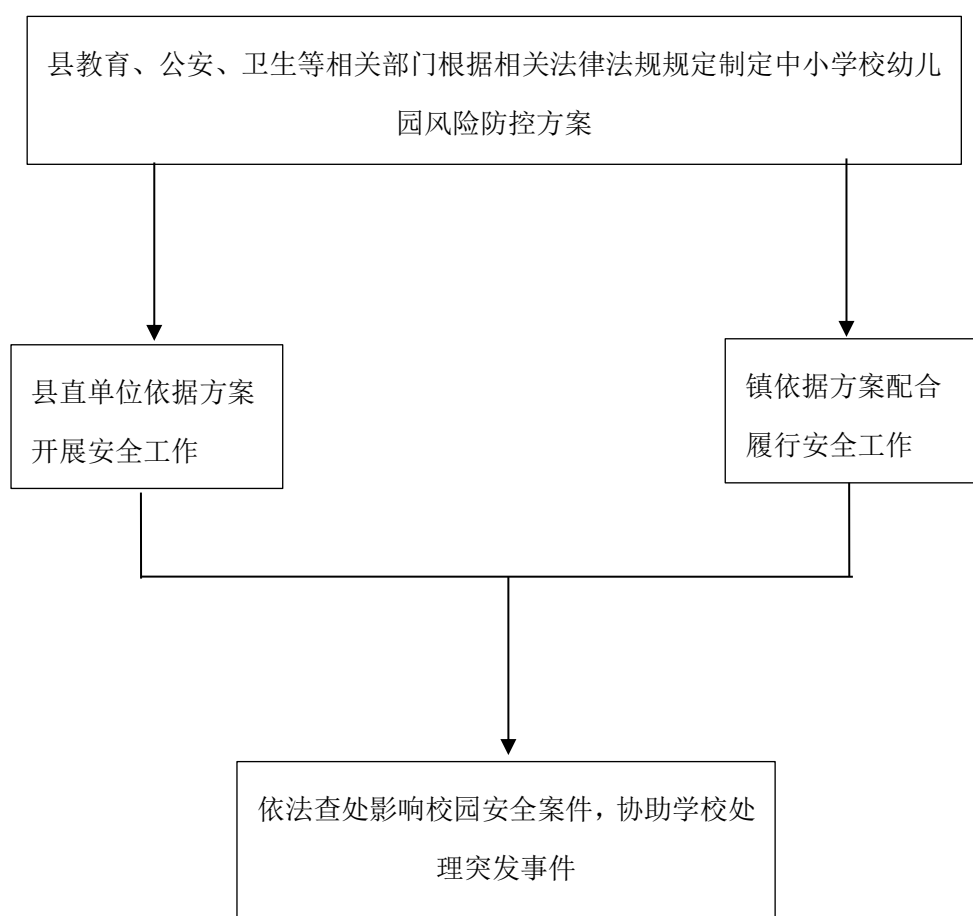 县教育、公安、卫生等相关部门根据相关法律法规规定制定中小学校幼儿
园风险防控方案
县直单位依据方案
开展安全工作
镇依据方案配合
履行安全工作
依法查处影响校园安全案件，协助学校处
理突发事件